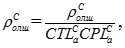 ρ^C_олш = ρ^C_олш / (CTL^C_a CPL^C_a),